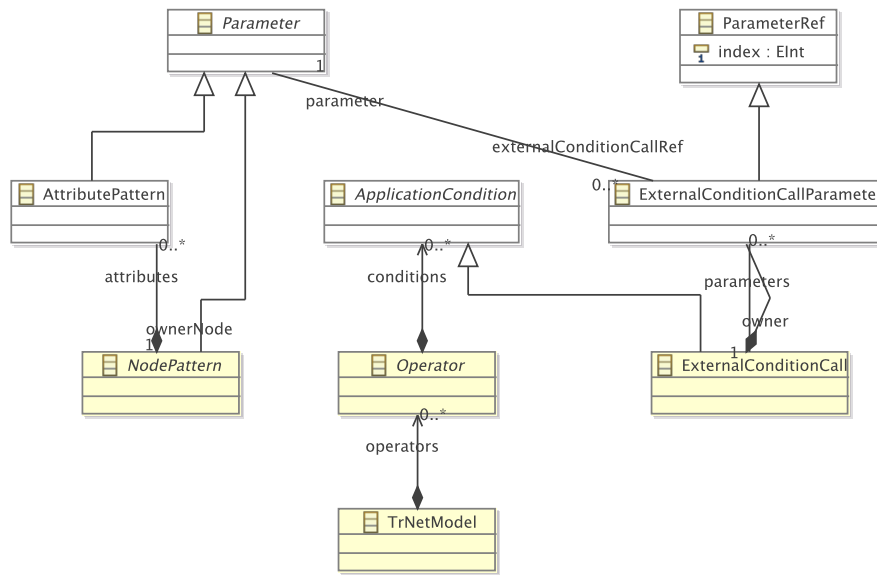 Parameter
ParameterRef
index : EInt
1
1
parameter
externalConditionCallRef
0..*
AttributePattern
ApplicationCondition
ExternalConditionCallParamete
0..*
0..*
0..*
attributes
conditions
parameters
ownerNode
owner
1
1
NodePattern
Operator
ExternalConditionCall
0..*
operators
TrNetModel